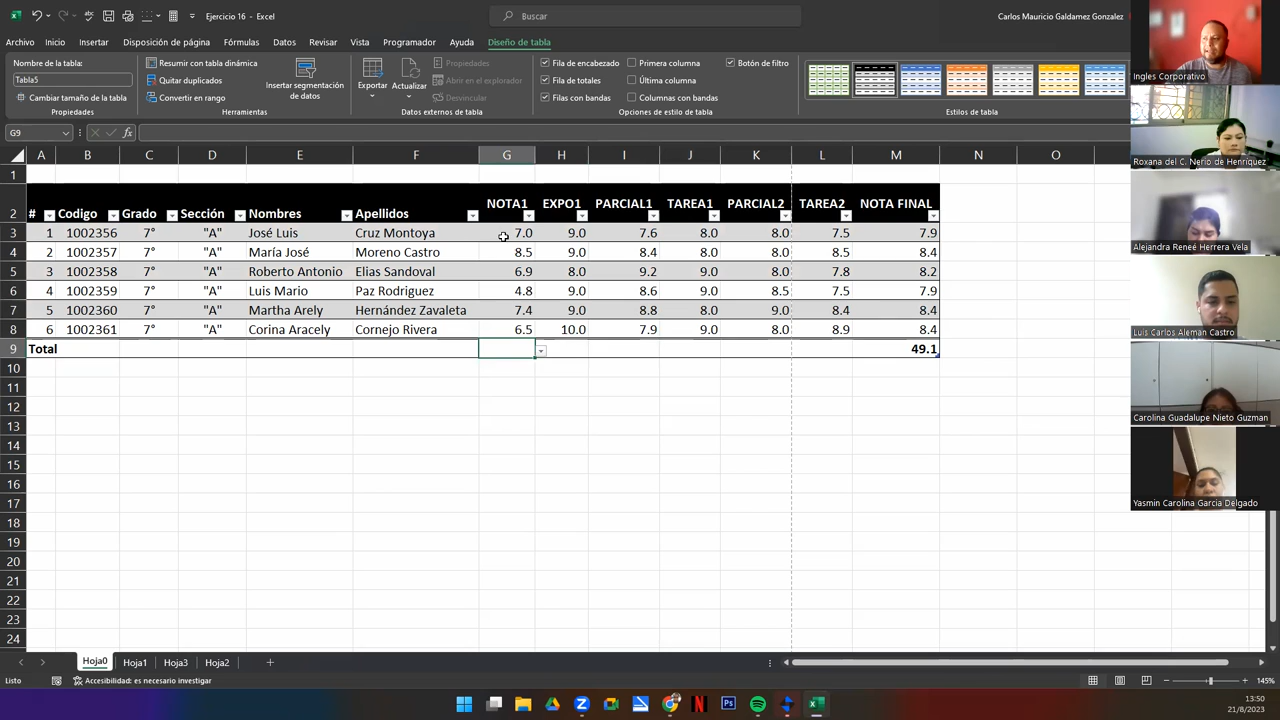 Ejercicio 16 - Excel
Buscar
Carlos Mauricio Galdamez Gonzalez
Archivo Inicio Insertar Disposición de página Fórmulas Datos Revisar Vista Programador Ayuda Diseño de tabla
Nombre de la tabla:
Tabla5
Cambiar tamaño de la tabla
Propiedades
Resumir con tabla dinámica
Quitar duplicados
Convertir en rango
Insertar segmentación de datos
Herramientas
Exportar
Actualizar
Propiedades
Abrir en el explorador
Desvincular
Datos externos de tabla
Fila de encabezado
Fila de totales
Filas con bandas
Primera columna
Última columna
Columnas con bandas
Botón de filtro
Opciones de estilo de tabla
Estilos de tabla
G9
fx
A B C D E F G H I J K L M N O
1
2 # Codigo Grado Sección Nombres Apellidos NOTA1 EXPO1 PARCIAL1 TAREA1 PARCIAL2 TAREA2 NOTA FINAL
3 1 1002356 7° "A" José Luis Cruz Montoya 7.0 9.0 7.6 8.0 8.0 7.5 7.9
4 2 1002357 7° "A" María José Moreno Castro 8.5 9.0 8.4 8.0 8.0 8.5 8.4
5 3 1002358 7° "A" Roberto Antonio Elias Sandoval 6.9 8.0 9.2 9.0 8.0 7.8 8.2
6 4 1002359 7° "A" Luis Mario Paz Rodriguez 4.8 9.0 8.6 9.0 8.5 7.5 7.9
7 5 1002360 7° "A" Martha Arely Hernández Zavaleta 7.4 9.0 8.8 8.0 9.0 8.4 8.4
8 6 1002361 7° "A" Corina Aracely Cornejo Rivera 6.5 10.0 7.9 9.0 8.0 8.9 8.4
9 Total 49.1
10
11
12
13
14
15
16
17
18
19
20
21
22
23
24
Hoja0 Hoja1 Hoja3 Hoja2
Listo
Accesibilidad: es necesario investigar
145%
13:50
21/8/2023
Ingles Corporativo
Roxana del C. Nerio de Henriquez
Alejandra Reneé Herrera Vela
Luis Carlos Aleman Castro
Carolina Guadalupe Nieto Guzman
Yasmin Carolina Garcia Delgado